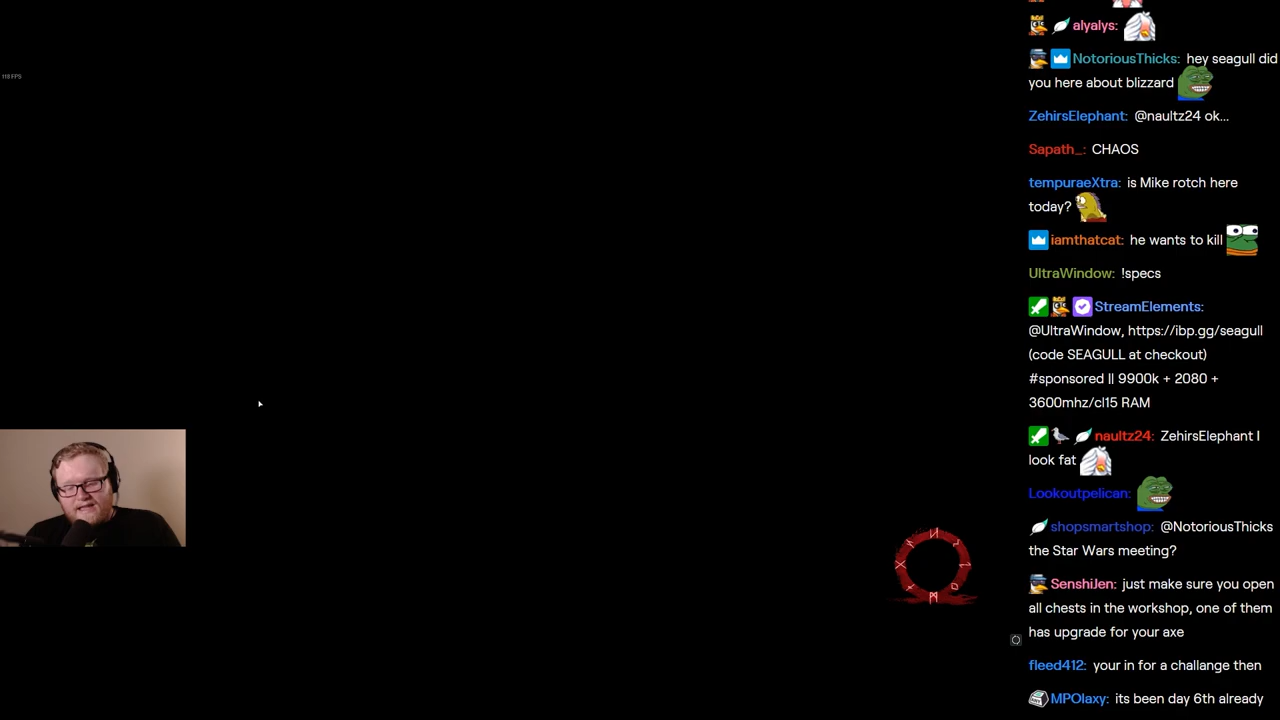 118 FPS
alyalys:
NotoriousThicks: hey seagull did
you here about blizzard
ZehirsElephant: @naultz24 ok...
Sapath_: CHAOS
tempuraeXtra: is Mike rotch here
today?
iamthatcat: he wants to kill
UltraWindow: !specs
StreamElements:
@UltraWindow, https://ibp.gg/seagull
(code SEAGULL at checkout)
#sponsored || 9900k + 2080 +
3600mhz/cl15 RAM
naultz24: ZehirsElephant I
look fat
Lookoutpelican:
shopsmartshop: @NotoriousThicks
the Star Wars meeting?
SenshiJen: just make sure you open
all chests in the workshop, one of them
has upgrade for your axe
fleed412: your in for a challange then
MPOlaxy: its been day 6th already